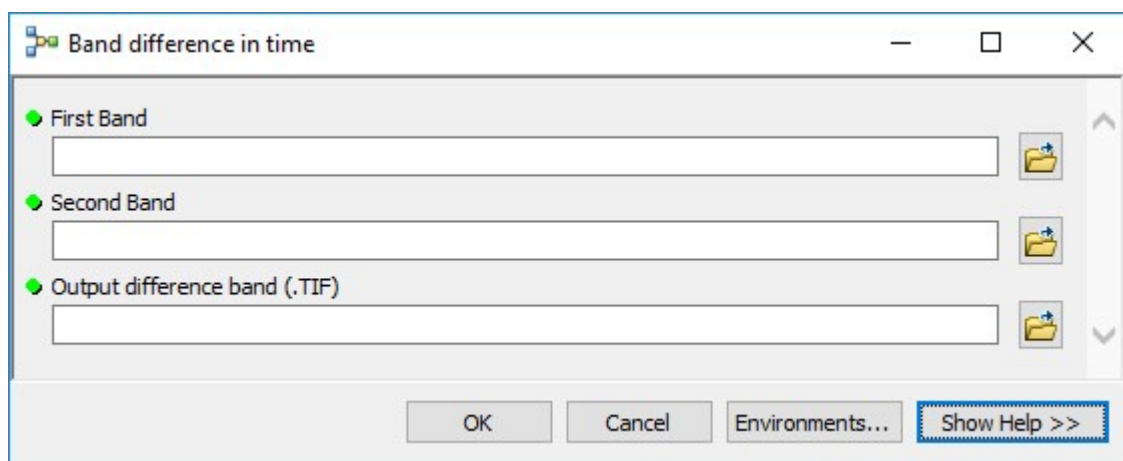 Band difference in time
First Band
Second Band
Output difference band (.TIF)
OK Cancel Environments... Show Help >>